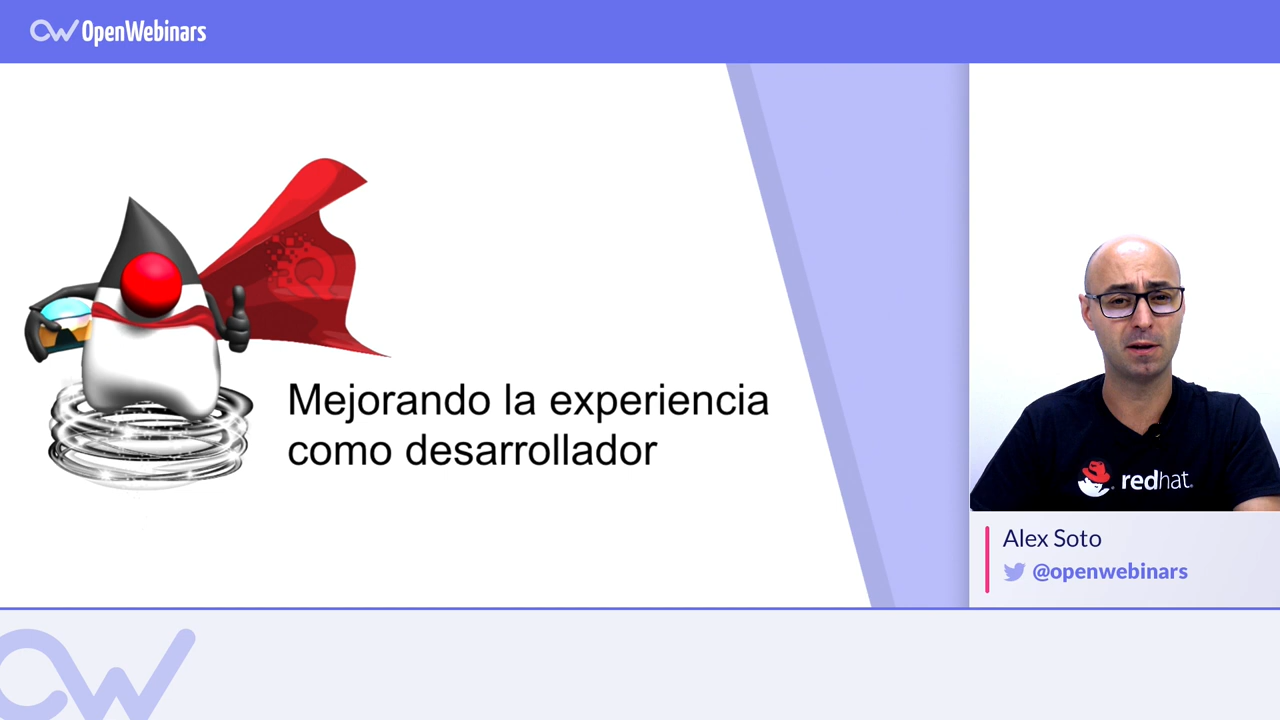 OpenWebinars
Mejorando la experiencia
como desarrollador
redhat.
Alex Soto
@openwebinars